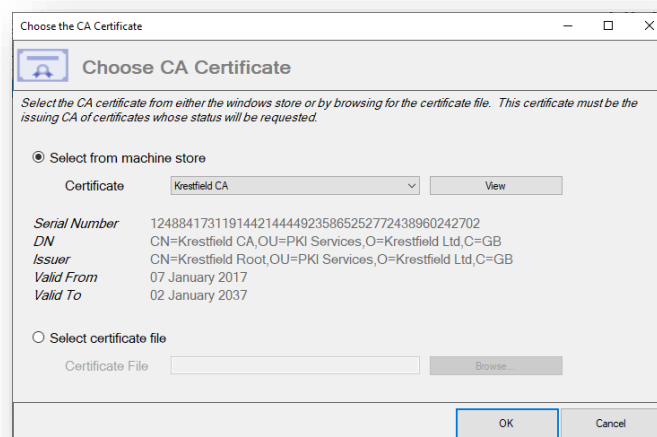 Choose the CA Certificate
Choose CA Certificate
Select the CA certificate from either the windows store or by browsing for the certificate file. This certificate must be the
issuing CA of certificates whose status will be requested.
Select from machine store
Certificate Krestfield CA View
Serial Number 124884173119144214444923586525277243896024270​2
DN CN=Krestfield CA,OU=PKI Services,O=Krestfield Ltd,C=GB
Issuer CN=Krestfield Root,OU=PKI Services,O=Krestfield Ltd,C=GB
Valid From 07 January 2017
Valid To 02 January 2037
Select certificate file
Certificate File Browse...
OK Cancel